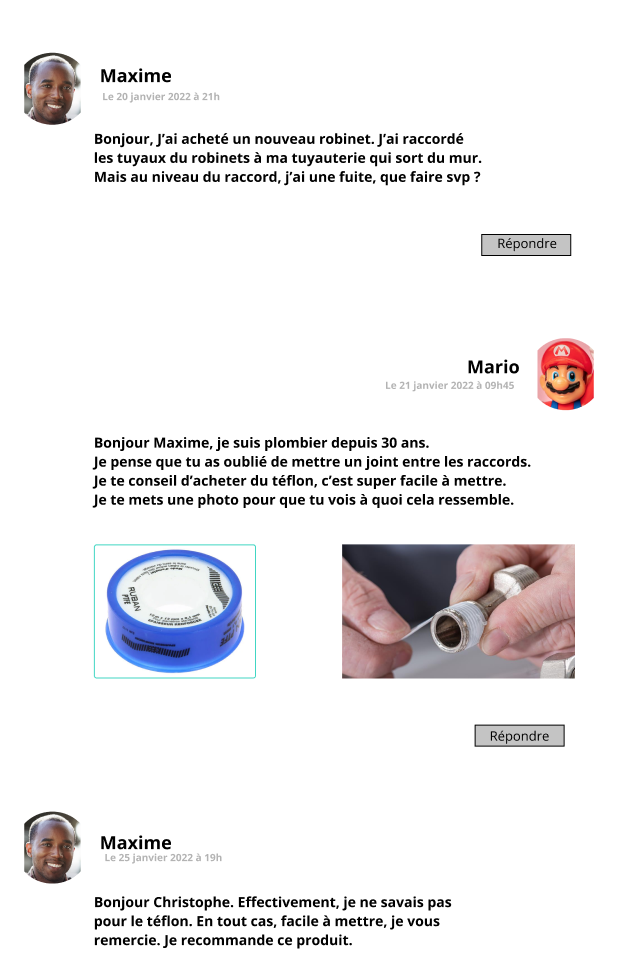 Maxime
Le 20 janvier 2022 à 21h
Bonjour, J’ai acheté un nouveau robinet. J’ai raccordé
les tuyaux du robinets à ma tuyauterie qui sort du mur.
Mais au niveau du raccord, j’ai une fuite, que faire svp ?
Répondre
Mario
Le 21 janvier 2022 à 09h45
Bonjour Maxime, je suis plombier depuis 30 ans.
Je pense que tu as oublié de mettre un joint entre les raccords.
Je te conseil d’acheter du téflon, c’est super facile à mettre.
Je te mets une photo pour que tu vois à quoi cela ressemble.
RUBAN
PTFE
Répondre
Maxime
Le 25 janvier 2022 à 19h
Bonjour Christophe. Effectivement, je ne savais pas
pour le téflon. En tout cas, facile à mettre, je vous
remercie. Je recommande ce produit.